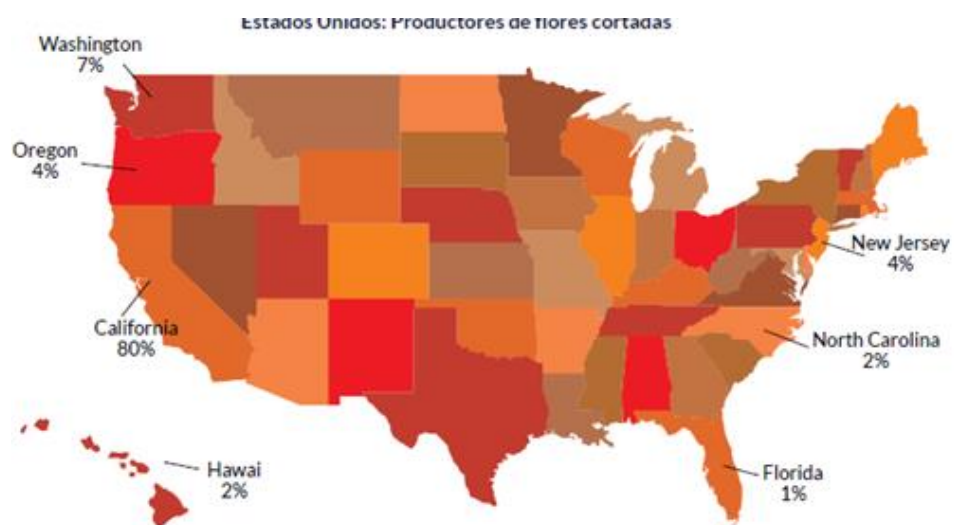 Estados Unidos: Productores de flores cortadas
Washington
7%
Oregon
4%
New Jersey
4%
California
80%
North Carolina
2%
Hawai
2%
Florida
1%